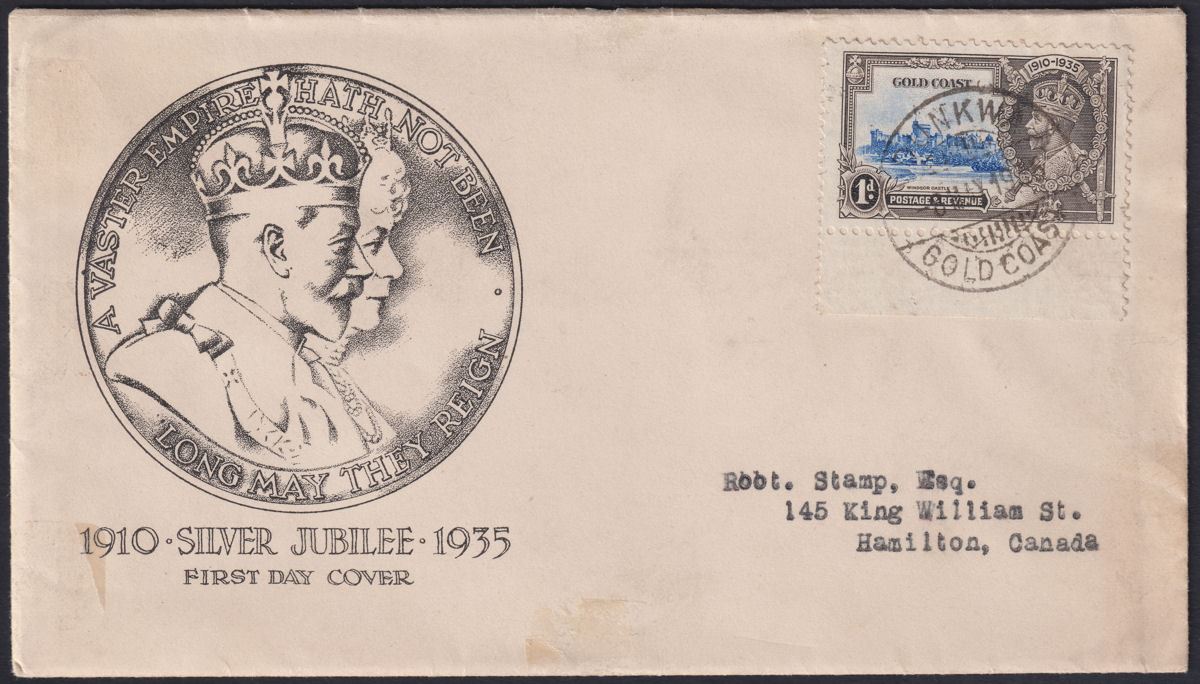 A VASTER EMPIRE HATH NOT BEEN ·
LONG MAY THEY REIGN
1910 · SILVER JUBILEE · 1935
FIRST DAY COVER
1910-1935
GOLD COAST
WINDSOR CASTLE
1d
POSTAGE & REVENUE
GOLD COAST
Robt. Stamp, Esq.
145 King William St.
Hamilton, Canada